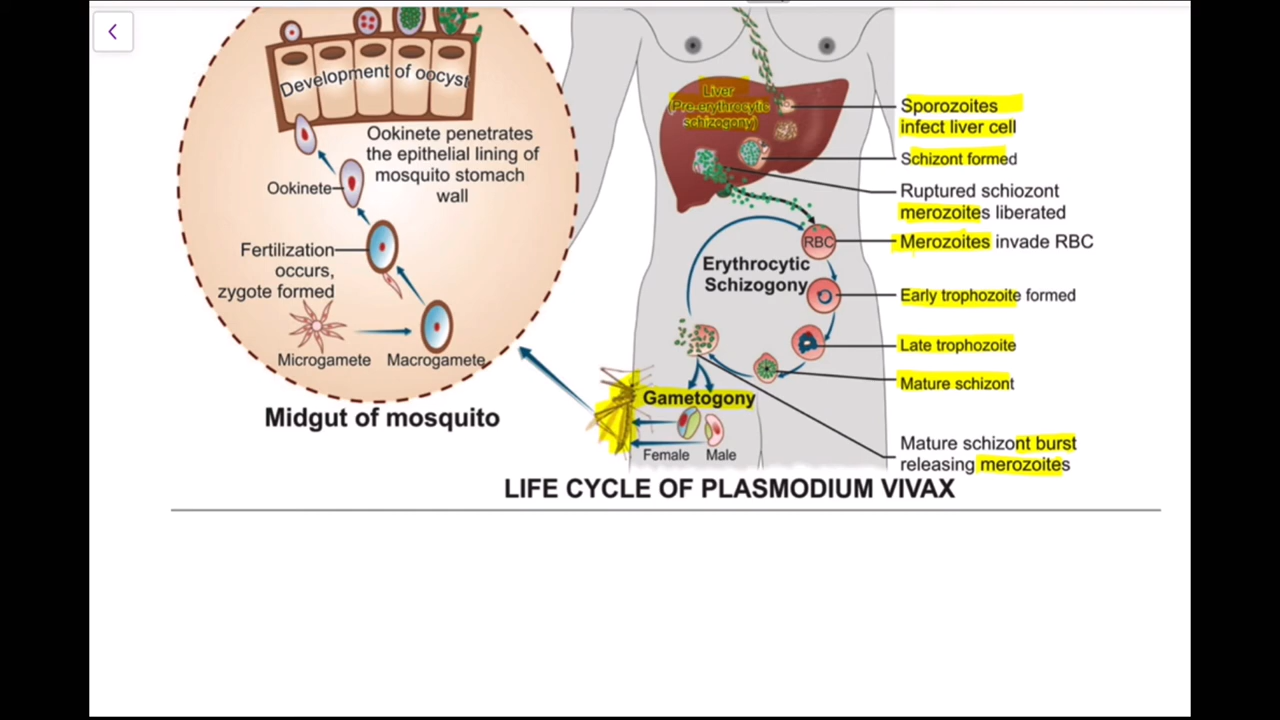 Development of oocyst
Ookinete penetrates
the epithelial lining of
mosquito stomach
wall
Ookinete
Fertilization
occurs,
zygote formed
Microgamete
Macrogamete
Midgut of mosquito
Liver
(Pre-erythrocytic
schizogony)
Sporozoites
infect liver cell
Schizont formed
Ruptured schiozont
merozoites liberated
RBC
Merozoites invade RBC
Erythrocytic
Schizogony
Early trophozoite formed
Late trophozoite
Mature schizont
Gametogony
Female
Male
Mature schizont burst
releasing merozoites
LIFE CYCLE OF PLASMODIUM VIVAX